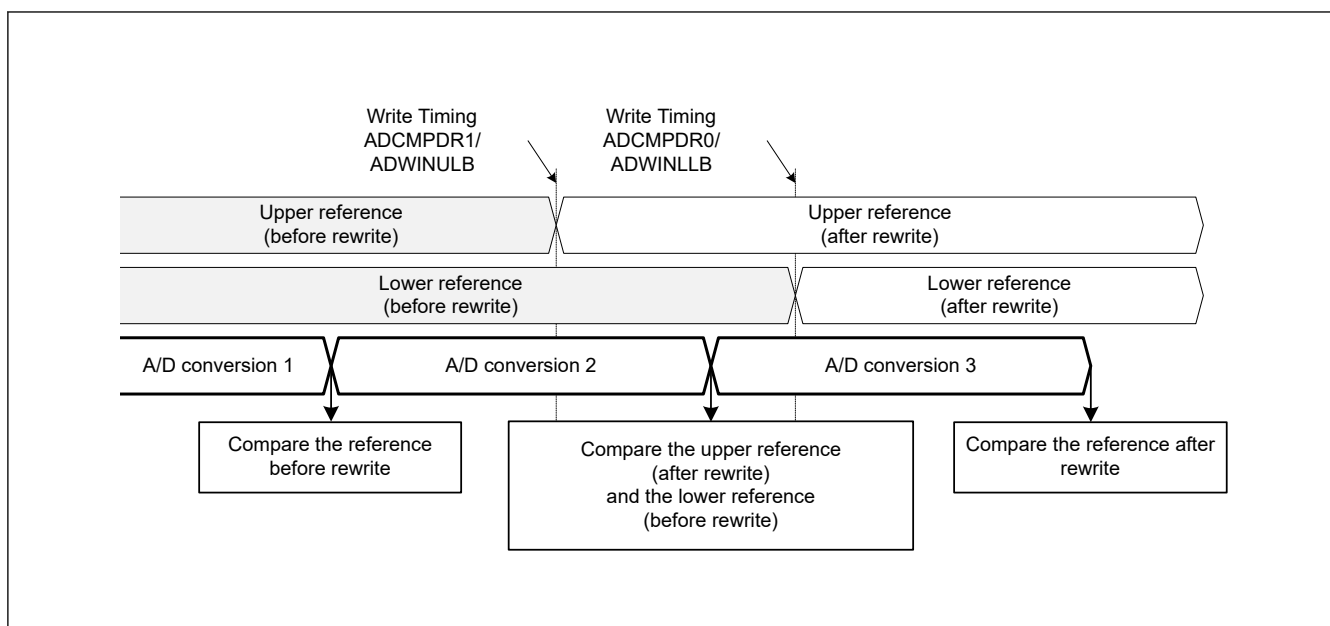 Write Timing
ADCMPDR1/
ADWINULB
Write Timing
ADCMPDR0/
ADWINLLB
Upper reference
(before rewrite)
Upper reference
(after rewrite)
Lower reference
(before rewrite)
Lower reference
(after rewrite)
A/D conversion 1
A/D conversion 2
A/D conversion 3
Compare the reference
before rewrite
Compare the upper reference
(after rewrite)
and the lower reference
(before rewrite)
Compare the reference after
rewrite